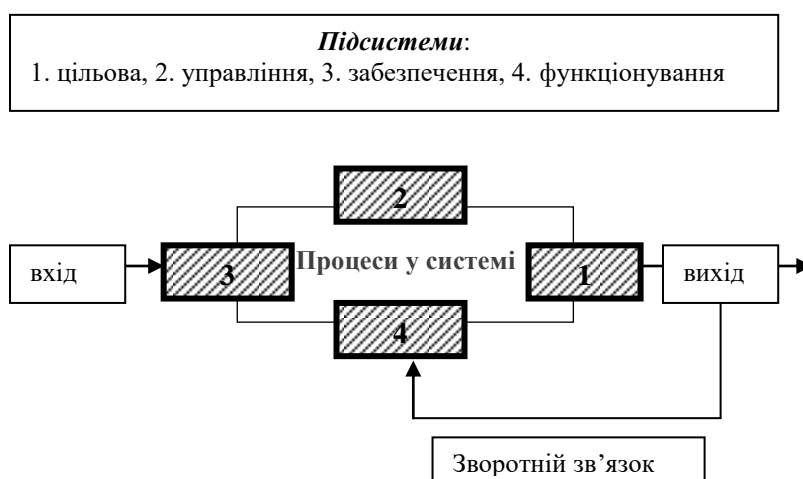 Підсистеми:
1. цільова, 2. управління, 3. забезпечення, 4. функціонування
2
вхід
3
Процеси у системі
1
вихід
4
Зворотній зв’язок